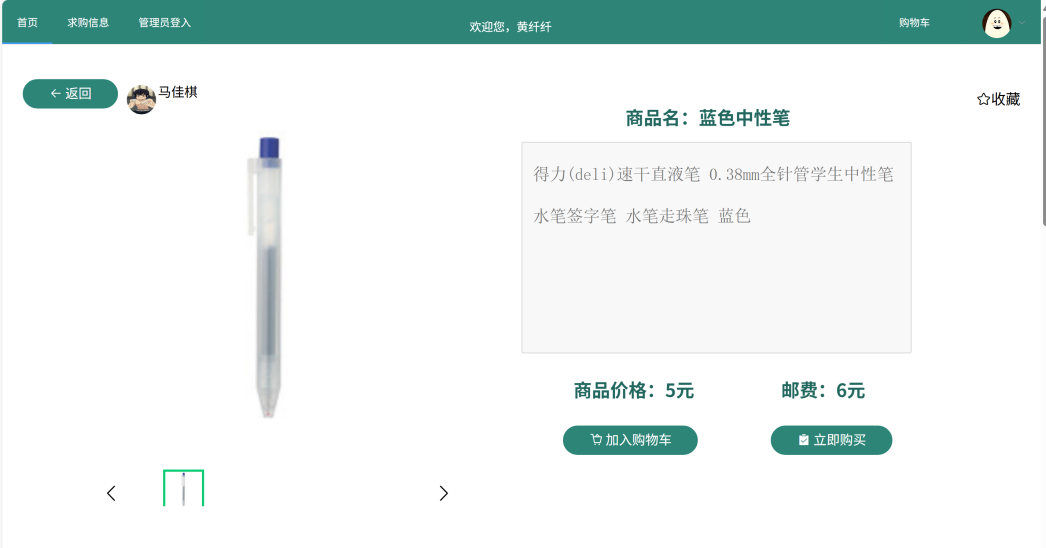 首页 求购信息 管理员登入 欢迎您，黄纤纤 购物车
← 返回 马佳棋 收藏
商品名：蓝色中性笔
得力(deli)速干直液笔 0.38mm全针管学生中性笔
水笔签字笔 水笔走珠笔 蓝色
商品价格：5元 邮费：6元
加入购物车 立即购买